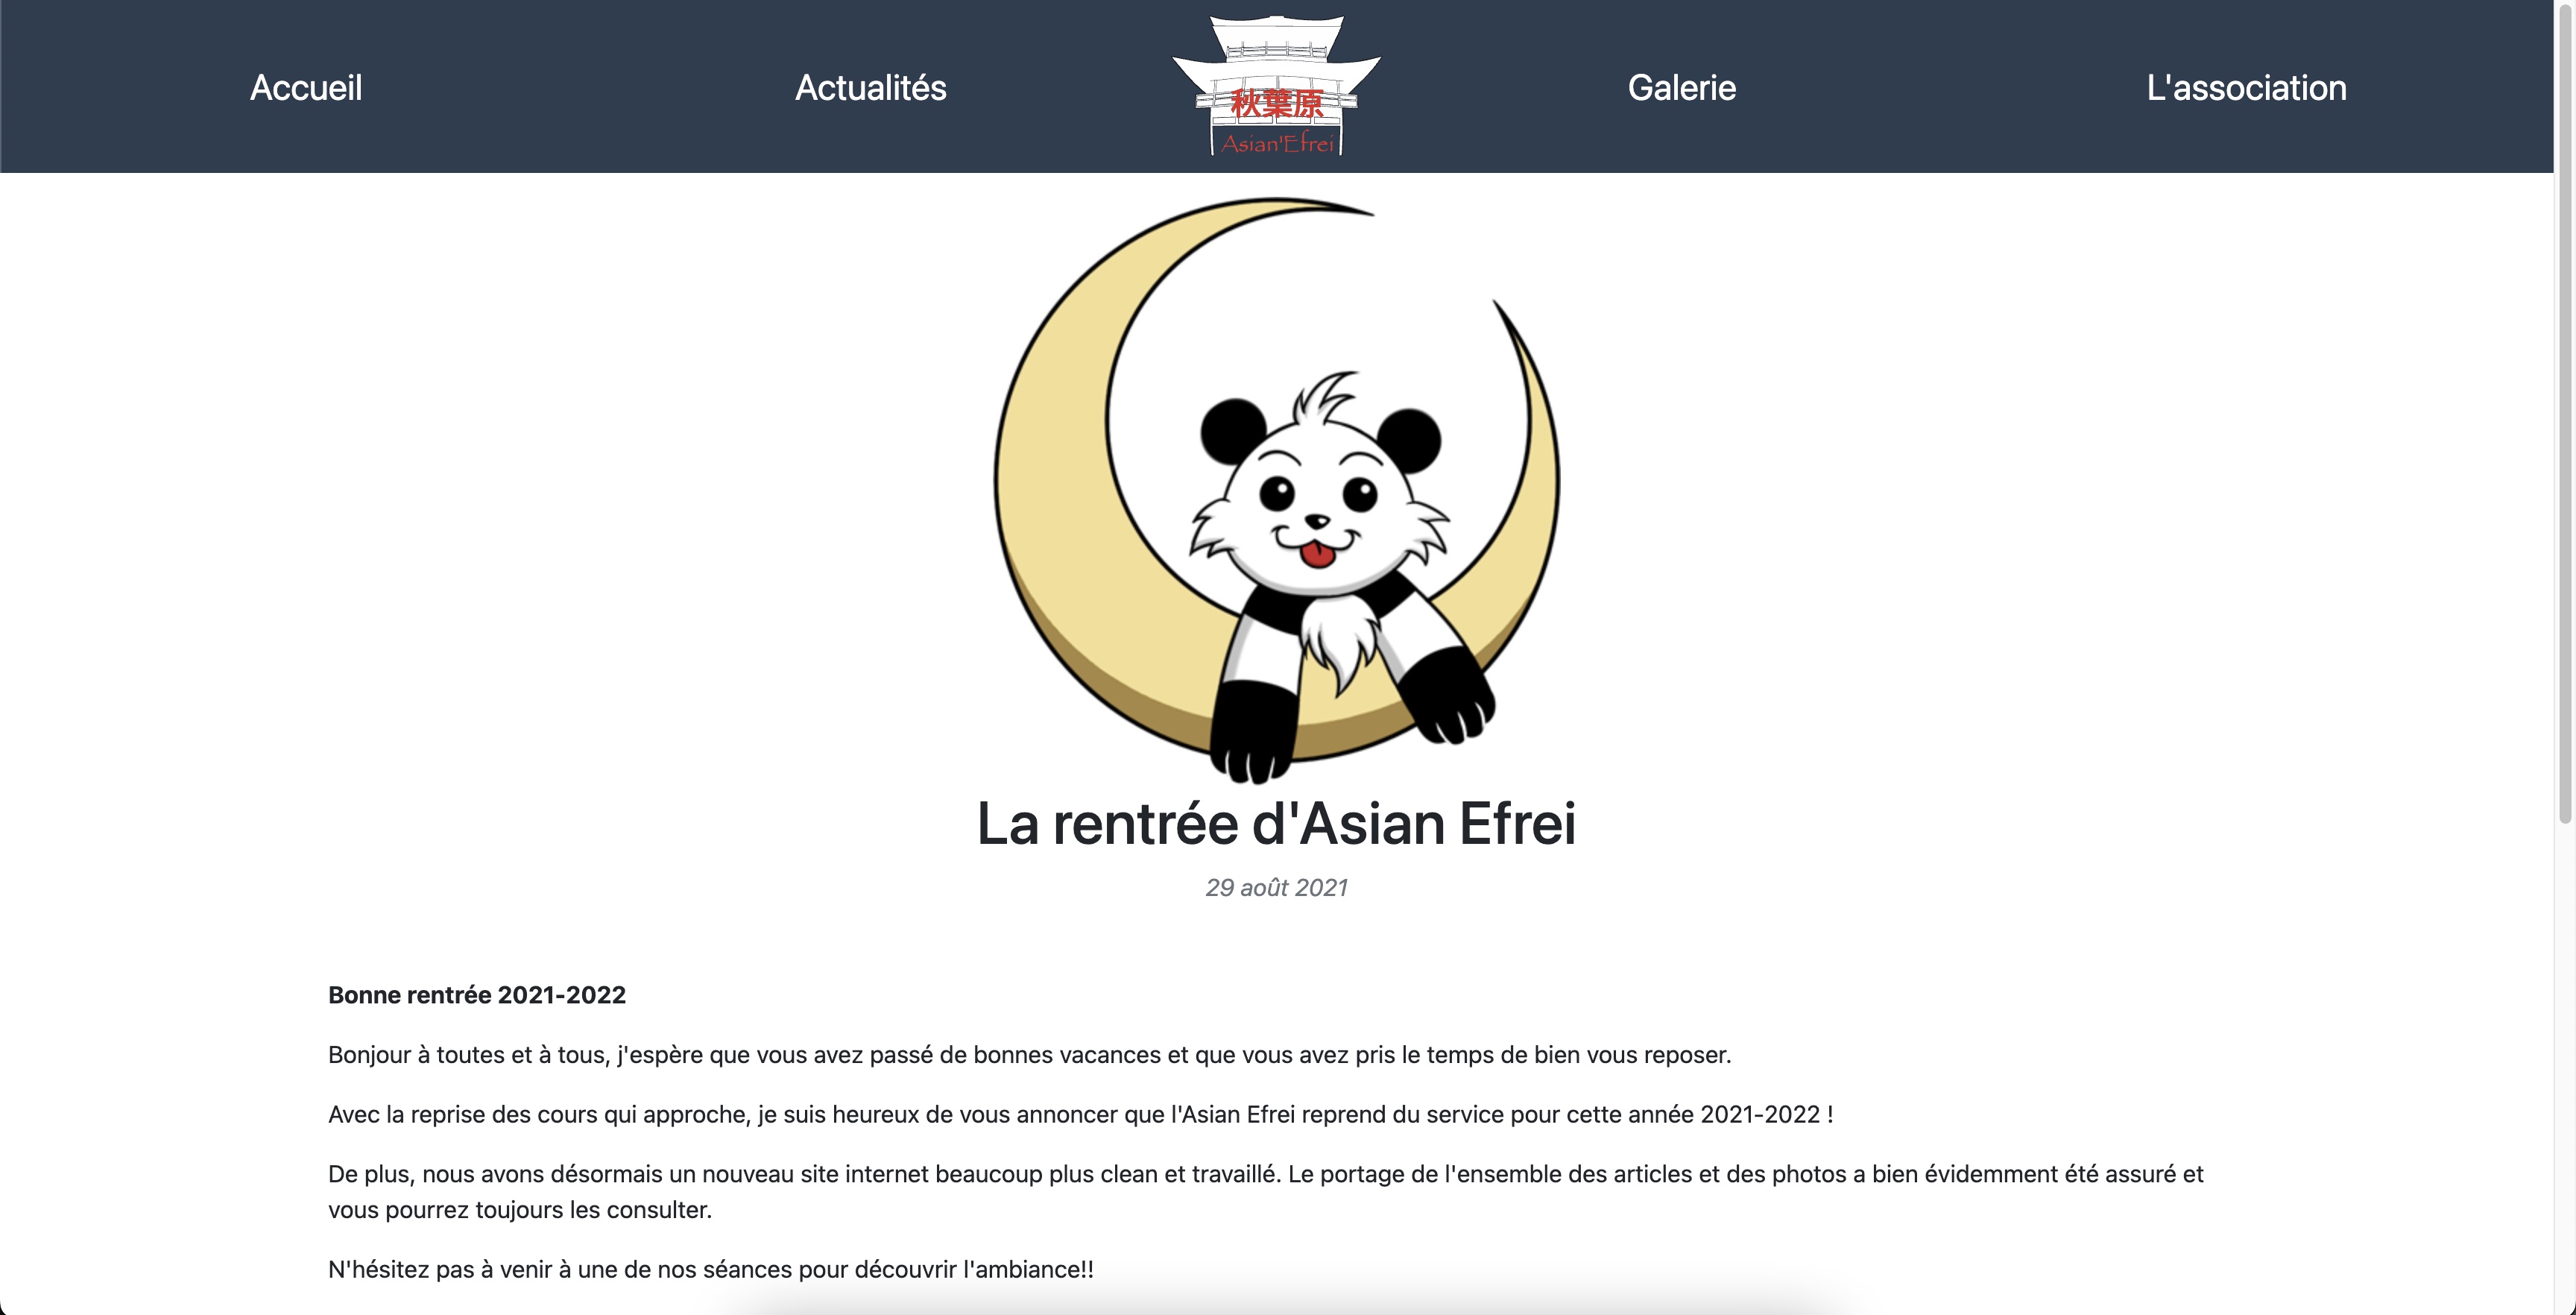 Accueil
Actualités
秋葉原
Asian'Efrei
Galerie
L'association
La rentrée d'Asian Efrei
29 août 2021
Bonne rentrée 2021-2022
Bonjour à toutes et à tous, j'espère que vous avez passé de bonnes vacances et que vous avez pris le temps de bien vous reposer.
Avec la reprise des cours qui approche, je suis heureux de vous annoncer que l'Asian Efrei reprend du service pour cette année 2021-2022 !
De plus, nous avons désormais un nouveau site internet beaucoup plus clean et travaillé. Le portage de l'ensemble des articles et des photos a bien évidemment été assuré et
vous pourrez toujours les consulter.
N'hésitez pas à venir à une de nos séances pour découvrir l'ambiance!!